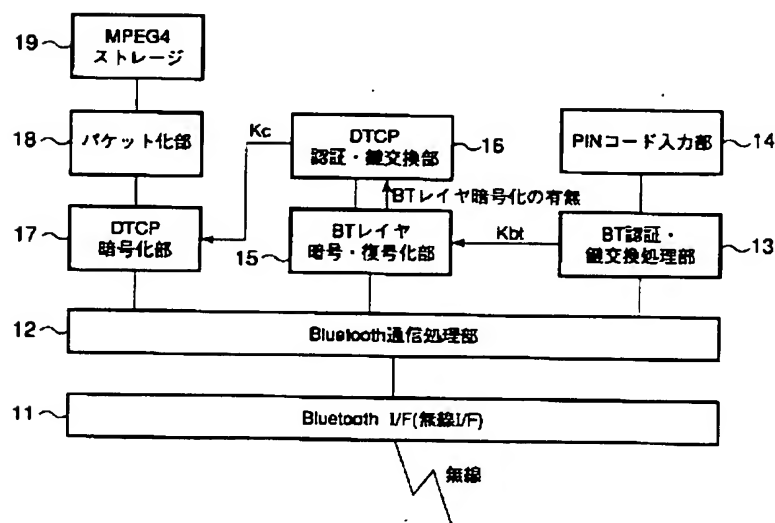 19
MPEG4
ストレージ
18
パケット化部
Kc
DTCP
認証・鍵交換部
16
PINコード入力部
14
BTレイヤ暗号化の有無
17
DTCP
暗号化部
15
BTレイヤ
暗号・復号化部
Kbt
BT認証・
鍵交換処理部
13
12
Bluetooth通信処理部
11
Bluetooth I/F(無線I/F)
無線